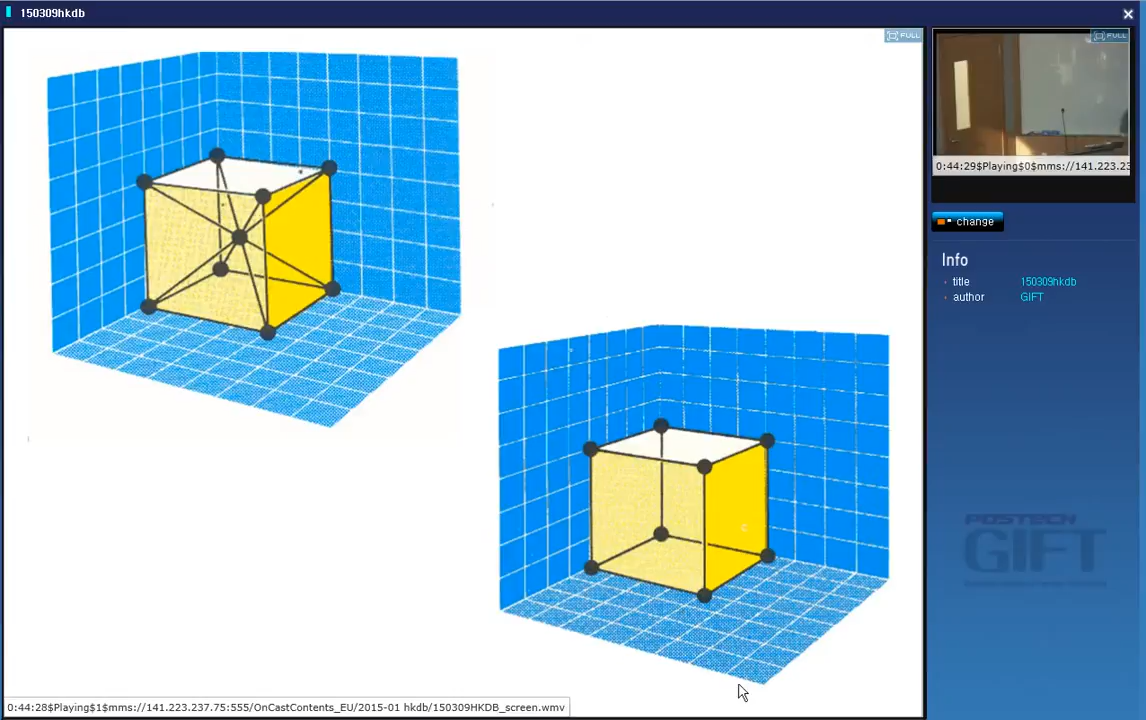 150309hkdb
FULL
FULL
0:44:29$Playing$0$mms://141.223.23
change
Info
title 150309hkdb
author GIFT
POSTECH
GIFT
0:44:28$Playing$1$mms://141.223.237.75:555/OnCastContents_EU/2015-01 hkdb/150309HKDB_screen.wmv